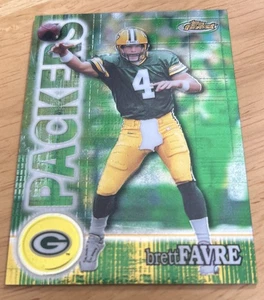 Finest
PACKERS
4
G
brett FAVRE